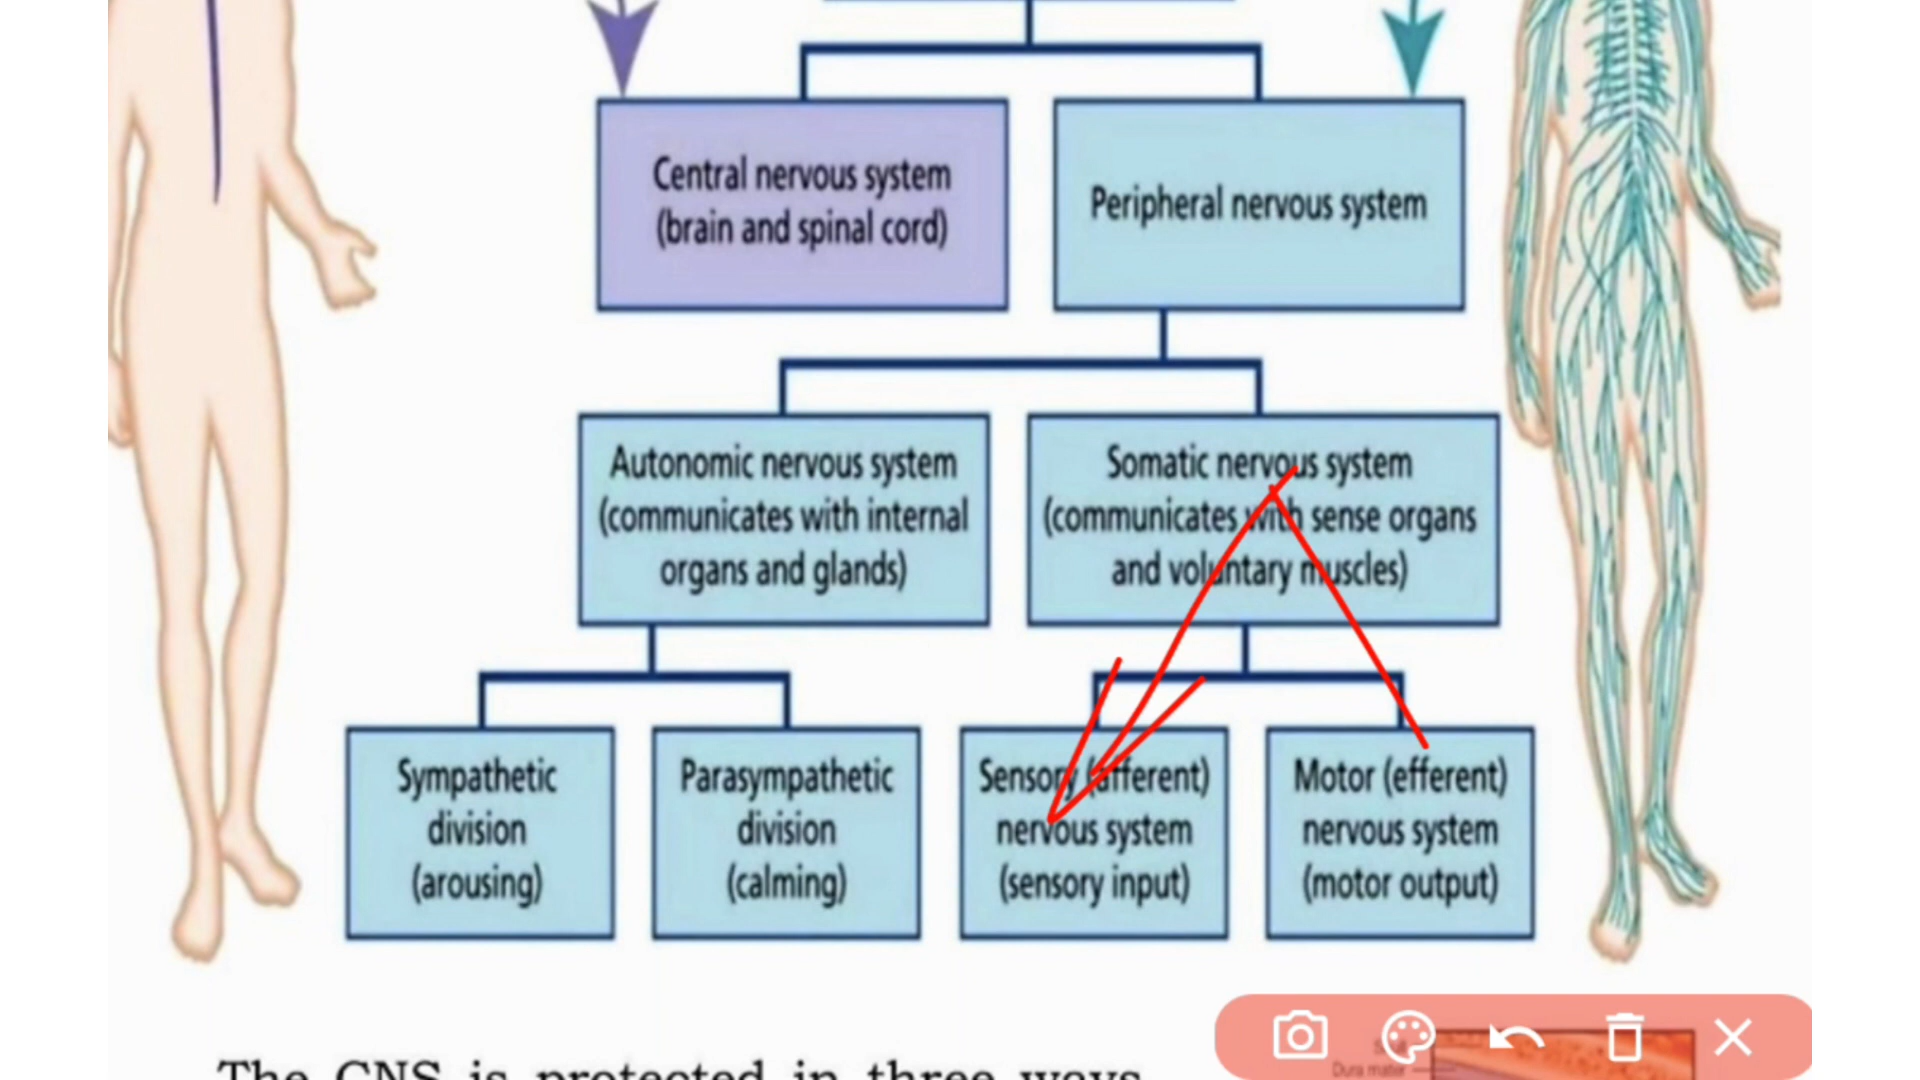 Central nervous system
(brain and spinal cord)
Peripheral nervous system
Autonomic nervous system
(communicates with internal
organs and glands)
Somatic nervous system
(communicates with sense organs
and voluntary muscles)
Sympathetic
division
(arousing)
Parasympathetic
division
(calming)
Sensory (afferent)
nervous system
(sensory input)
Motor (efferent)
nervous system
(motor output)
The CNS is protected in three ways
Dura mater